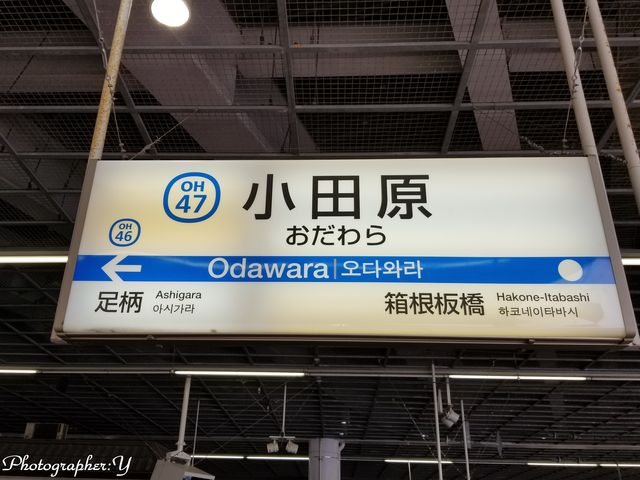 OH
47
小田原
おだわら
OH
46
Odawara|오다와라
足柄
Ashigara
아시가라
箱根板橋
Hakone-Itabashi
하코네이타바시
Photographer:Y